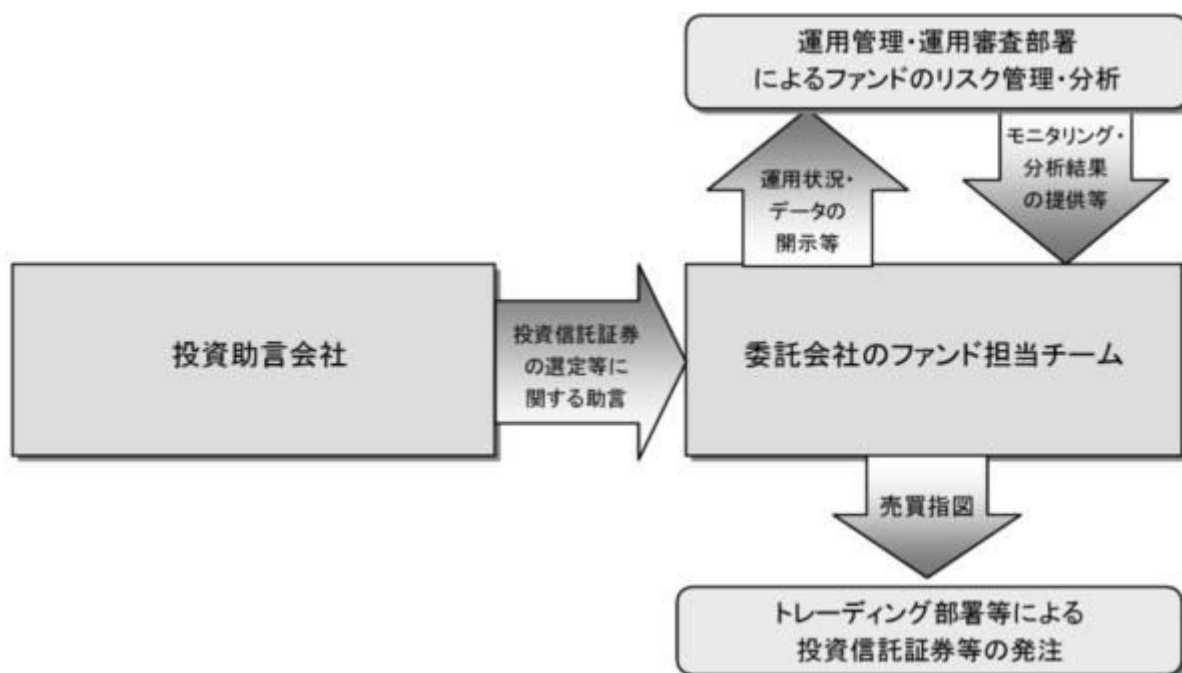 運用管理・運用審査部署
によるファンドのリスク管理・分析
運用状況・
データの
開示等
モニタリング・
分析結果
の提供等
投資助言会社
投資信託証券
の選定等に
関する助言
委託会社のファンド担当チーム
売買指図
トレーディング部署等による
投資信託証券等の発注